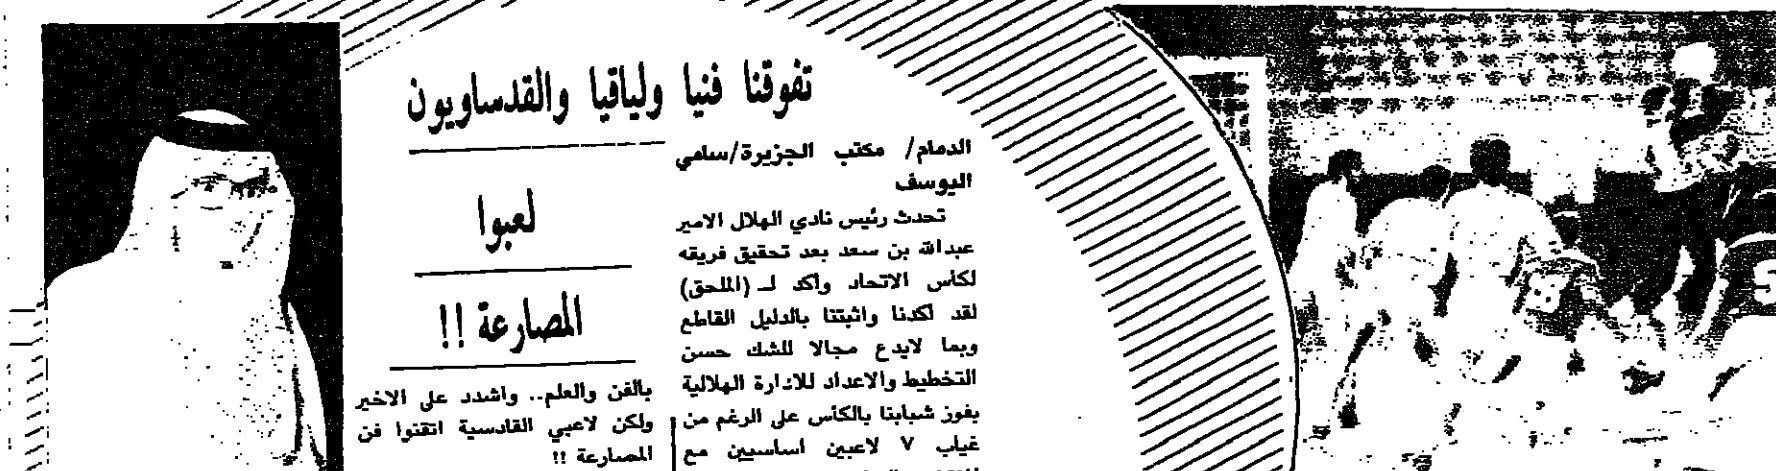 تفوقنا فنيا ولياقيا والقدساويون
لعبوا
المصارعة !!
الدمام/ مكتب الجزيرة/سامي
اليوسف
تحدث رئيس نادي الهلال الامير
عبدالله بن سعد بعد تحقيق فريقه
لكأس الاتحاد وأكد لـ (الملحق)
لقد اكدنا واثبتنا بالدليل القاطع
وبما لايدع مجالا للشك حسن
التخطيط والاعداد للادارة الهلالية
بفوز شبابنا بالكأس على الرغم من
غياب ٧ لاعبين اساسيين مع
بالفن والعلم.. واشدد على الاخير
ولكن لاعبي القادسية اتقنوا فن
المصارعة !!